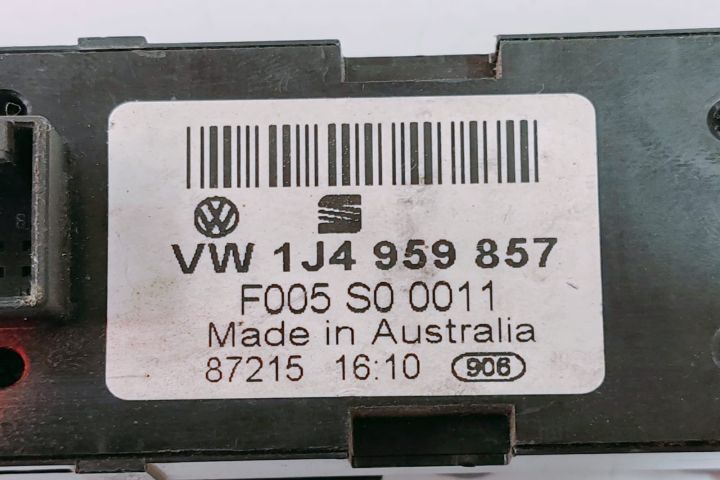 VW 1J4 959 857
F005 S0 0011
Made in Australia
87215 16:10 906